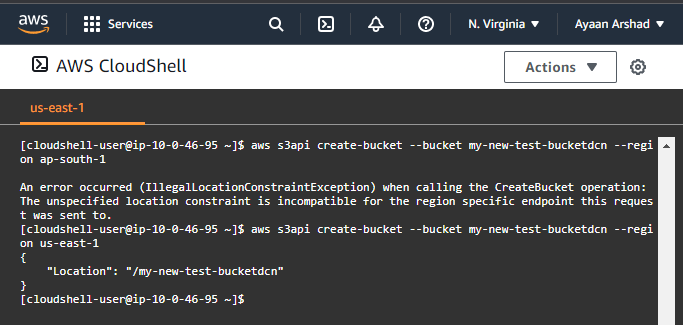 aws
Services
N. Virginia
Ayaan Arshad
AWS CloudShell
Actions
us-east-1
[cloudshell-user@ip-10-0-46-95 ~]$ aws s3api create-bucket --bucket my-new-test-bucketdcn --regi
on ap-south-1
An error occurred (IllegalLocationConstraintException) when calling the CreateBucket operation:
The unspecified location constraint is incompatible for the region specific endpoint this reques
t was sent to.
[cloudshell-user@ip-10-0-46-95 ~]$ aws s3api create-bucket --bucket my-new-test-bucketdcn --regi
on us-east-1
{
    "Location": "/my-new-test-bucketdcn"
}
[cloudshell-user@ip-10-0-46-95 ~]$